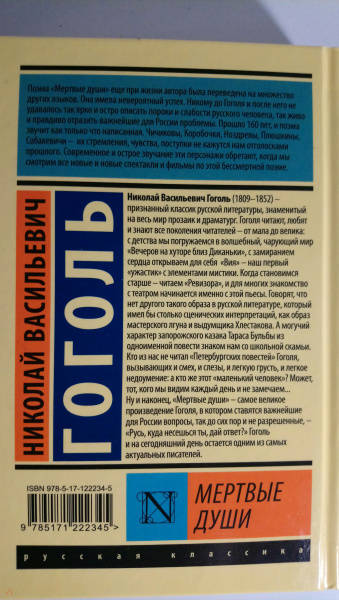 Поэма «Мертвые души» еще при жизни автора была переведена на множество
других языков. Она имела невероятный успех. Никому до Гоголя и после него не
удавалось так ярко и остро описать пороки и слабости русского человека, так живо
и правдиво отразить важнейшие для России проблемы. Прошло 160 лет, и поэма
звучит как только что написанная. Чичиковы, Коробочки, Ноздревы, Плюшкины,
Собакевичи — их стремления, чувства, поступки не кажутся нам отголосками
прошлого. Современное и острое звучание эти персонажи обретают, когда мы
смотрим все новые и новые спектакли и фильмы по этой бессмертной поэме.
НИКОЛАЙ ВАСИЛЬЕВИЧ
ГОГОЛЬ
Николай Васильевич Гоголь (1809–1852) –
признанный классик русской литературы, знаменитый
на весь мир прозаик и драматург. Гоголя читают, любят
и знают все поколения читателей – от мала до велика:
с детства мы погружаемся в волшебный, чарующий мир
«Вечеров на хуторе близ Диканьки», с замиранием
сердца открываем для себя «Вия» – наш первый
«ужастик» с элементами мистики. Когда становимся
старше – читаем «Ревизора», и для многих знакомство
с театром начинается именно с этой пьесы. Говорят, что
нет другого такого образа в русской литературе, который
имел бы столько сценических интерпретаций, как образ
мастерского лгуна и выдумщика Хлестакова. А могучий
характер запорожского казака Тараса Бульбы из
одноименной повести знаком нам со школьной скамьи.
Кто из нас не читал «Петербургских повестей» Гоголя,
вызывающих и смех, и слезы, и легкую грусть, и легкое
недоумение: а кто же этот "маленький человек"? Может,
тот, кого мы видим каждый день и не замечаем...
Ну и наконец, «Мертвые души» – самое великое
произведение Гоголя, в котором ставятся важнейшие
для России вопросы, так до сих пор и не разрешенные, –
«Русь, куда несешься ты, дай ответ?» Гоголь
и на сегодняшний день остается одним из самых
актуальных писателей.
ISBN 978-5-17-122234-5
9 785171 222345 >
N
МЕРТВЫЕ
ДУШИ
русская классика